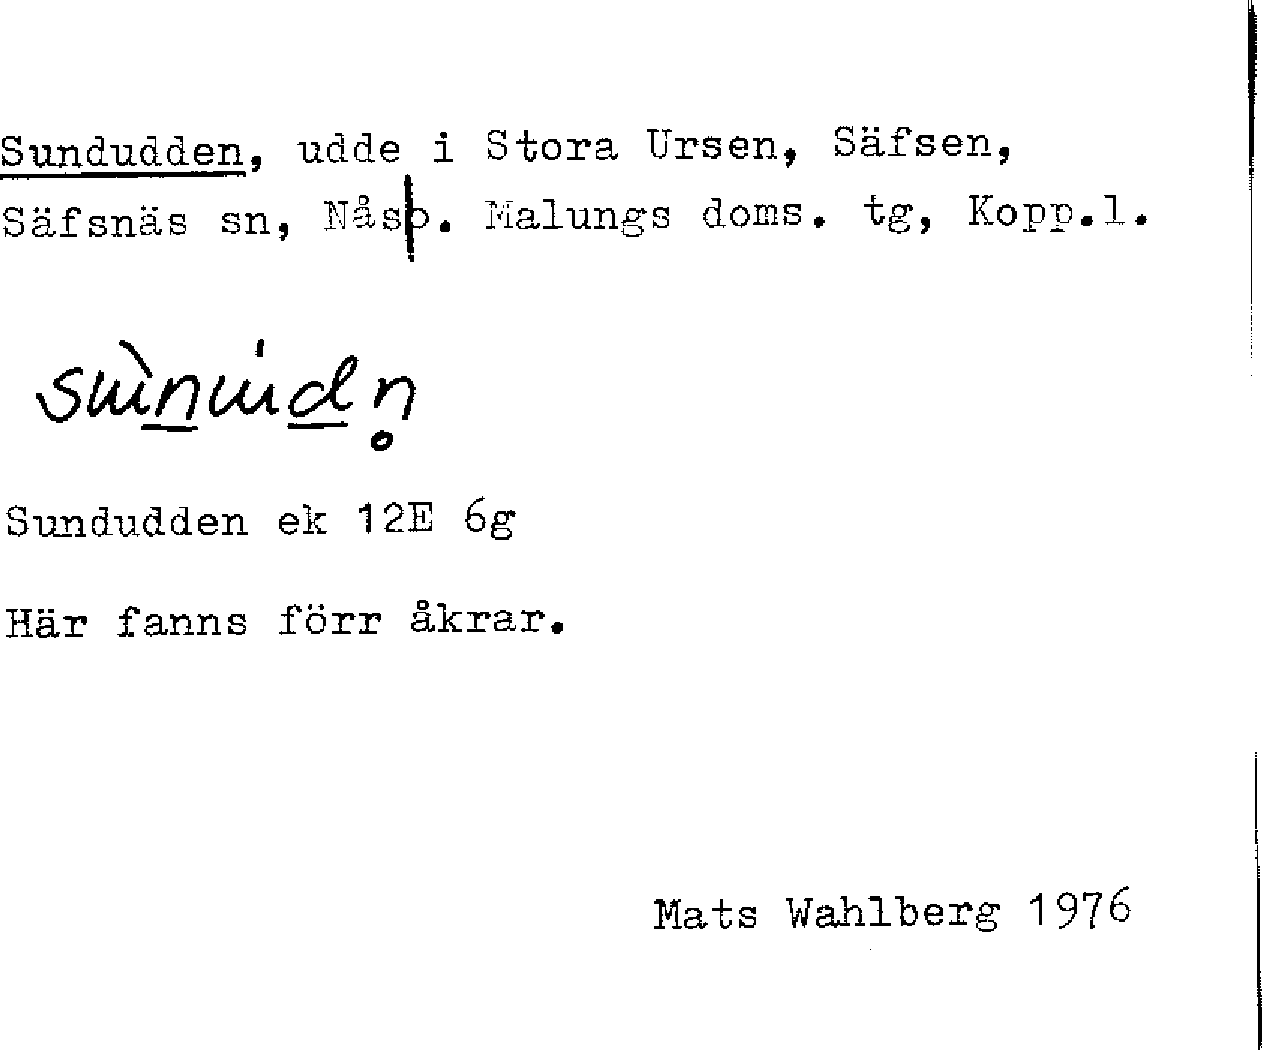 Sundudden, udde i Stora Ursen, Säfsen,
Säfsnäs sn, Nås. Malungs doms. tg, Kopp.l.
Sundudden ek 12E 6g
Här fanns förr åkrar.
Mats Wahlberg 1976